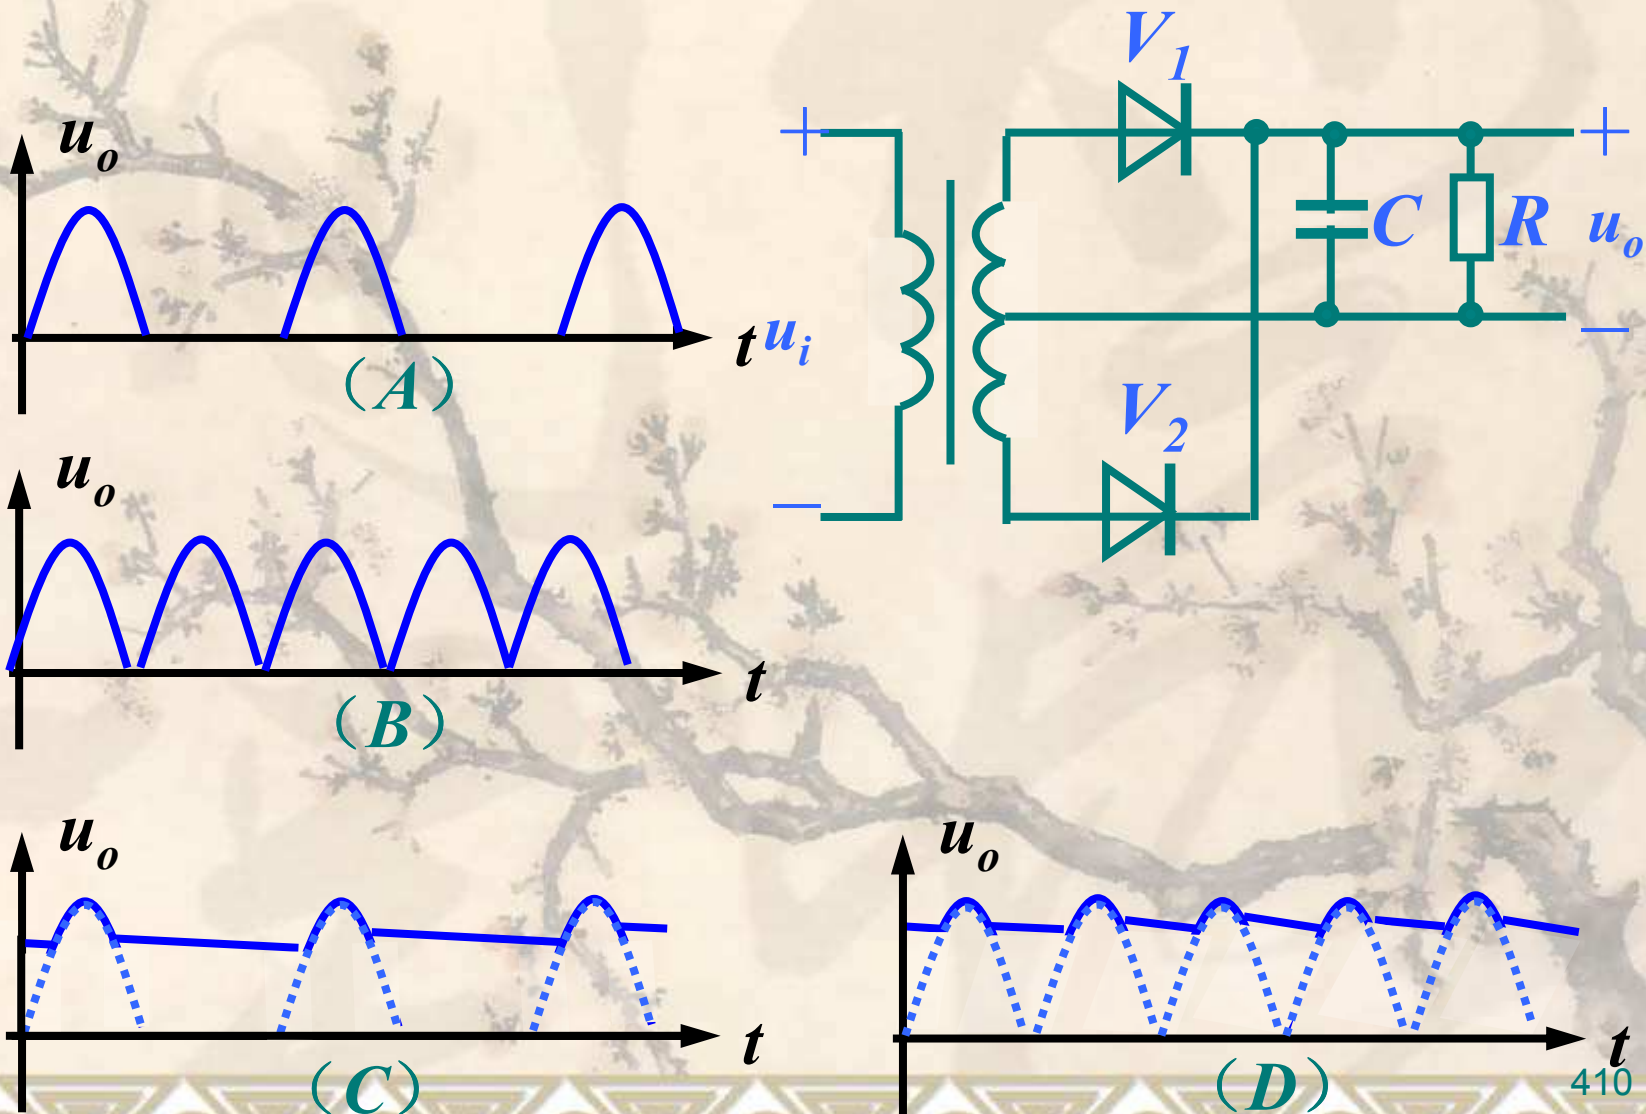 u_o
t
(A)
u_o
t
(B)
u_o
t
(C)
V_1
+
+
C
R
u_o
u_i
−
V_2
−
u_o
t
(D)
410